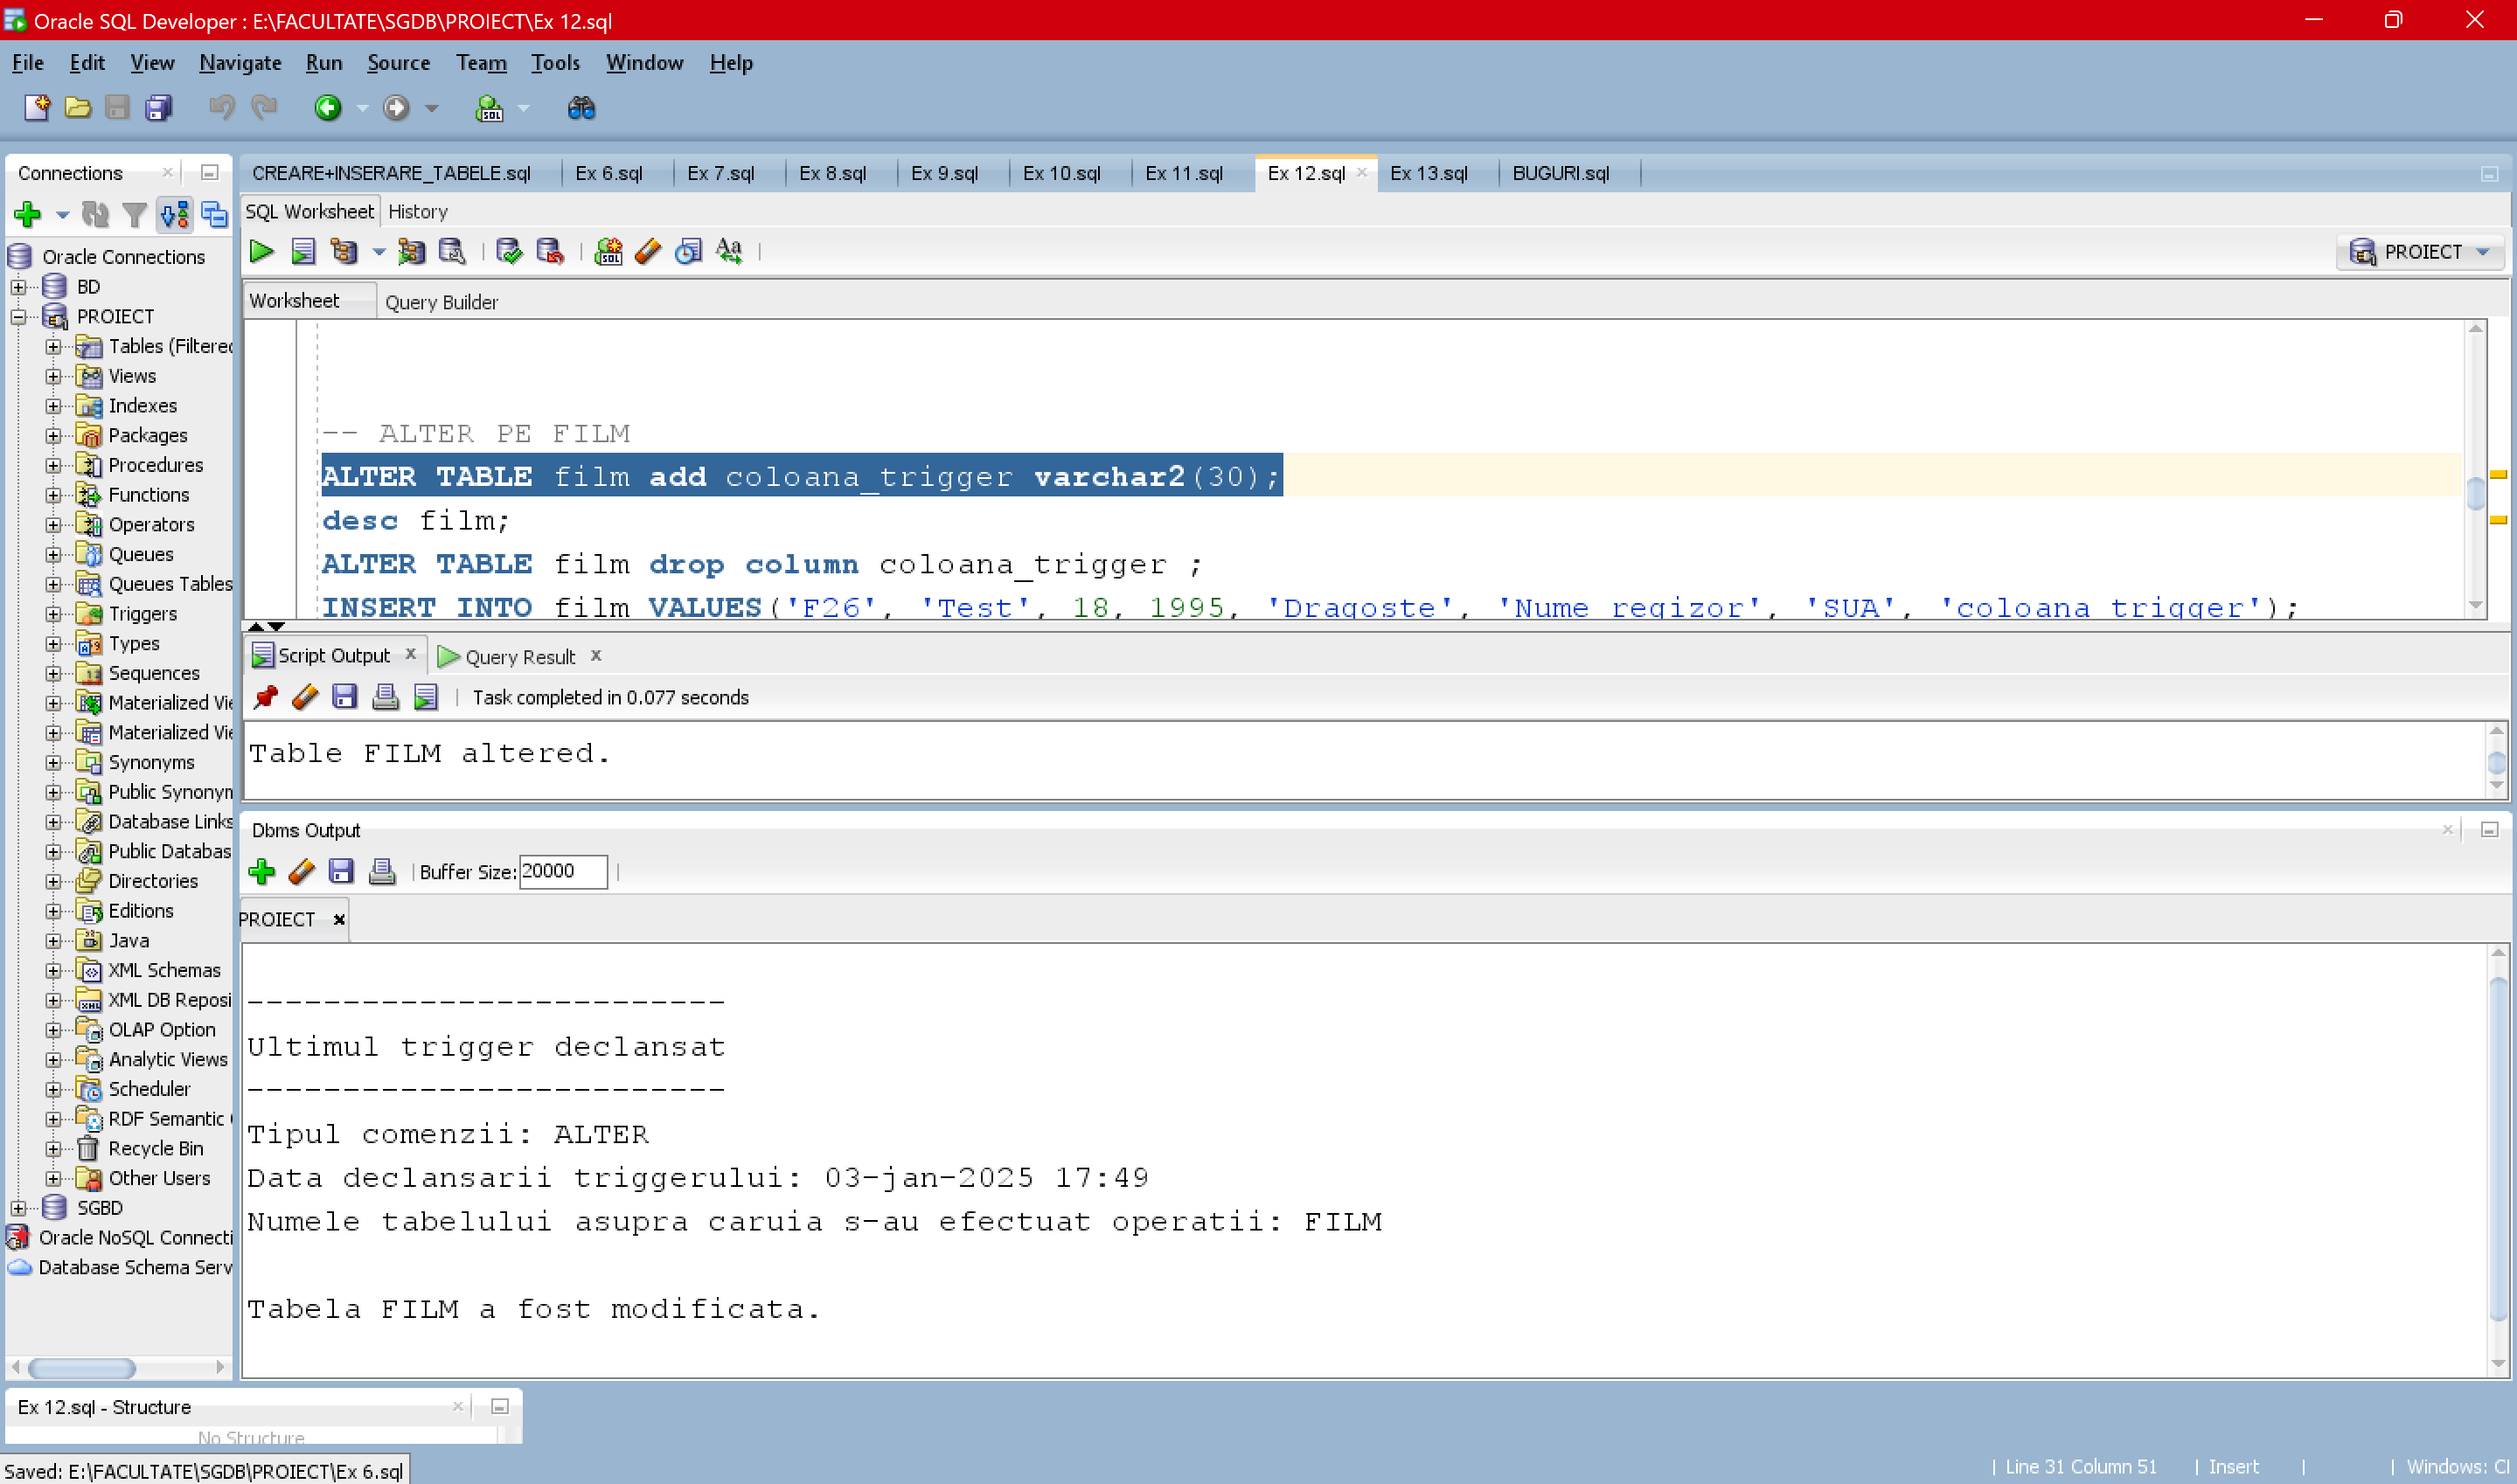 Oracle SQL Developer : E:\FACULTATE\SGDB\PROIECT\Ex 12.sql
File Edit View Navigate Run Source Team Tools Window Help
Connections
CREARE+INSERARE_TABELE.sql Ex 6.sql Ex 7.sql Ex 8.sql Ex 9.sql Ex 10.sql Ex 11.sql Ex 12.sql Ex 13.sql BUGURI.sql
SQL Worksheet History
PROIECT
Worksheet Query Builder
Oracle Connections
BD
PROIECT
Tables (Filtered
Views
Indexes
Packages
Procedures
Functions
Operators
Queues
Queues Tables
Triggers
Types
Sequences
Materialized Vie
Materialized Vie
Synonyms
Public Synonym
Database Links
Public Databas
Directories
Editions
Java
XML Schemas
XML DB Reposi
OLAP Option
Analytic Views
Scheduler
RDF Semantic
Recycle Bin
Other Users
SGBD
Oracle NoSQL Connecti
Database Schema Serv
-- ALTER PE FILM
ALTER TABLE film add coloana_trigger varchar2(30);
desc film;
ALTER TABLE film drop column coloana_trigger ;
INSERT INTO film VALUES('F26', 'Test', 18, 1995, 'Dragoste', 'Nume regizor', 'SUA', 'coloana trigger');
Script Output Query Result
Task completed in 0.077 seconds
Table FILM altered.
Dbms Output
Buffer Size: 20000
PROIECT
-------------------------
Ultimul trigger declansat
-------------------------
Tipul comenzii: ALTER
Data declansarii triggerului: 03-jan-2025 17:49
Numele tabelului asupra caruia s-au efectuat operatii: FILM
Tabela FILM a fost modificata.
Ex 12.sql - Structure
No Structure
Saved: E:\FACULTATE\SGDB\PROIECT\Ex 6.sql
Line 31 Column 51 | Insert | | Windows: Cl